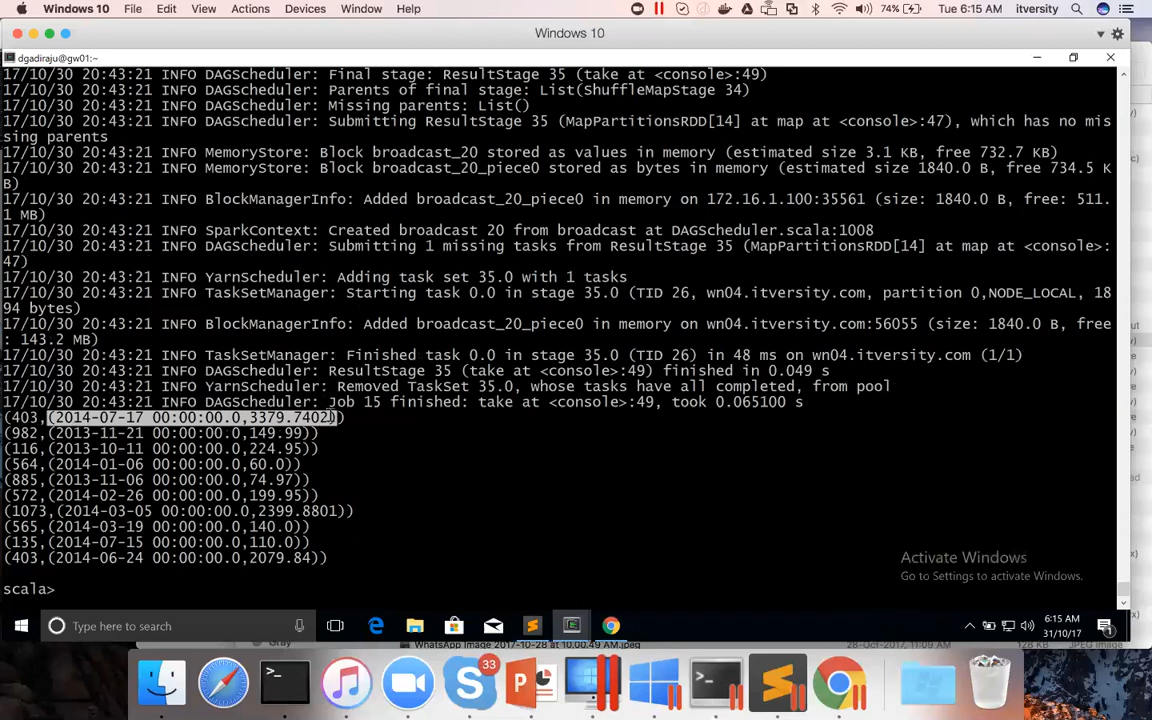 Windows 10 File Edit View Actions Devices Window Help 74% Tue 6:15 AM itversity
Windows 10
dgadiraju@gw01:~
17/10/30 20:43:21 INFO DAGScheduler: Final stage: ResultStage 35 (take at <console>:49)
17/10/30 20:43:21 INFO DAGScheduler: Parents of final stage: List(ShuffleMapStage 34)
17/10/30 20:43:21 INFO DAGScheduler: Missing parents: List()
17/10/30 20:43:21 INFO DAGScheduler: Submitting ResultStage 35 (MapPartitionsRDD[14] at map at <console>:47), which has no mis
sing parents
17/10/30 20:43:21 INFO MemoryStore: Block broadcast_20 stored as values in memory (estimated size 3.1 KB, free 732.7 KB)
17/10/30 20:43:21 INFO MemoryStore: Block broadcast_20_piece0 stored as bytes in memory (estimated size 1840.0 B, free 734.5 K
B)
17/10/30 20:43:21 INFO BlockManagerInfo: Added broadcast_20_piece0 in memory on 172.16.1.100:35561 (size: 1840.0 B, free: 511.
1 MB)
17/10/30 20:43:21 INFO SparkContext: Created broadcast 20 from broadcast at DAGScheduler.scala:1008
17/10/30 20:43:21 INFO DAGScheduler: Submitting 1 missing tasks from ResultStage 35 (MapPartitionsRDD[14] at map at <console>:
47)
17/10/30 20:43:21 INFO YarnScheduler: Adding task set 35.0 with 1 tasks
17/10/30 20:43:21 INFO TaskSetManager: Starting task 0.0 in stage 35.0 (TID 26, wn04.itversity.com, partition 0,NODE_LOCAL, 18
94 bytes)
17/10/30 20:43:21 INFO BlockManagerInfo: Added broadcast_20_piece0 in memory on wn04.itversity.com:56055 (size: 1840.0 B, free
: 143.2 MB)
17/10/30 20:43:21 INFO TaskSetManager: Finished task 0.0 in stage 35.0 (TID 26) in 48 ms on wn04.itversity.com (1/1)
17/10/30 20:43:21 INFO DAGScheduler: ResultStage 35 (take at <console>:49) finished in 0.049 s
17/10/30 20:43:21 INFO YarnScheduler: Removed TaskSet 35.0, whose tasks have all completed, from pool
17/10/30 20:43:21 INFO DAGScheduler: Job 15 finished: take at <console>:49, took 0.065100 s
(403,(2014-07-17 00:00:00.0,3379.7402))
(982,(2013-11-21 00:00:00.0,149.99))
(116,(2013-10-11 00:00:00.0,224.95))
(564,(2014-01-06 00:00:00.0,60.0))
(885,(2013-11-06 00:00:00.0,74.97))
(572,(2014-02-26 00:00:00.0,199.95))
(1073,(2014-03-05 00:00:00.0,2399.8801))
(565,(2014-03-19 00:00:00.0,140.0))
(135,(2014-07-15 00:00:00.0,110.0))
(403,(2014-06-24 00:00:00.0,2079.84))
scala>
Activate Windows
Go to Settings to activate Windows.
Type here to search
6:15 AM
31/10/17
WhatsApp Image 2017-10-28 at 10.00.49 AM.jpeg 28-Oct-2017, 11:09 AM 128 KB JPEG image
33